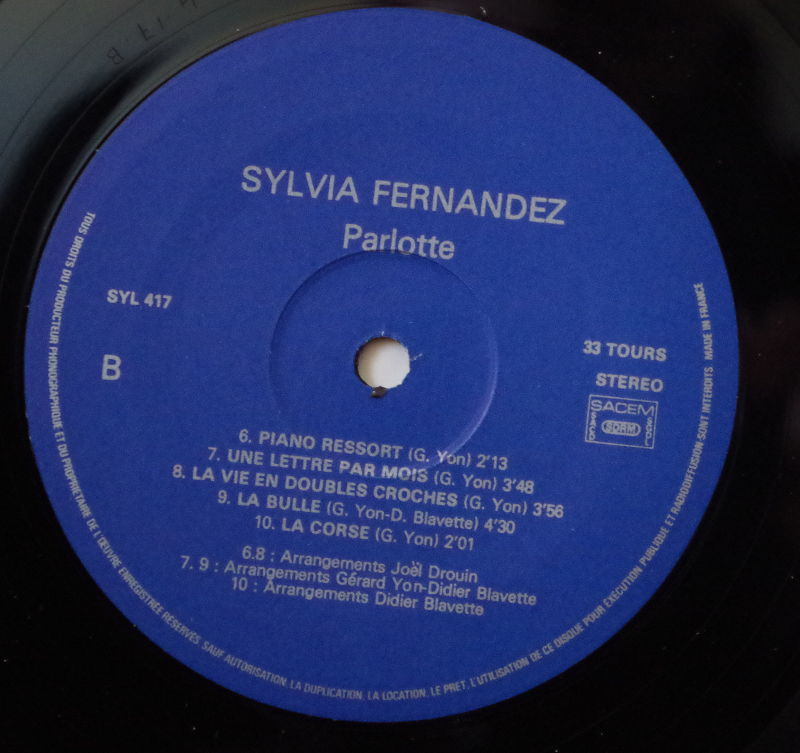 SYLVIA FERNANDEZ
Parlotte
SYL 417
B
33 TOURS
STEREO
SACEM
SACD SDRM SGDL
6. PIANO RESSORT (G. Yon) 2'13
7. UNE LETTRE PAR MOIS (G. Yon) 3'48
8. LA VIE EN DOUBLES CROCHES (G. Yon) 3'56
9. LA BULLE (G. Yon-D. Blavette) 4'30
10. LA CORSE (G. Yon) 2'01
6.8 : Arrangements Joël Drouin
7. 9 : Arrangements Gérard Yon-Didier Blavette
10 : Arrangements Didier Blavette
TOUS DROITS DU PRODUCTEUR PHONOGRAPHIQUE ET DU PROPRIETAIRE DE L'ŒUVRE ENREGISTREE RESERVES. SAUF AUTORISATION, LA DUPLICATION, LA LOCATION, LE PRET, L'UTILISATION DE CE DISQUE POUR EXECUTION PUBLIQUE ET RADIODIFFUSION SONT INTERDITS MADE IN FRANCE